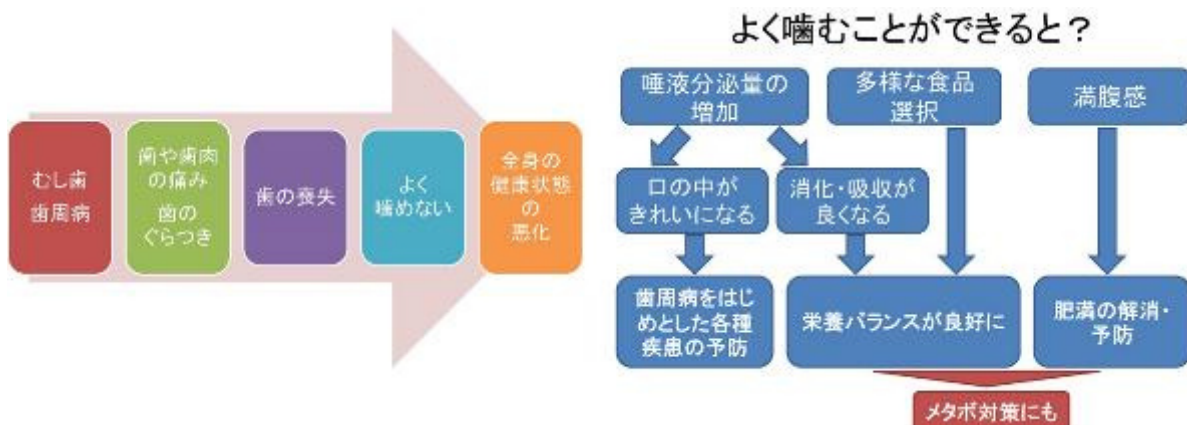 むし歯
歯周病
歯や歯肉
の痛み
歯の
ぐらつき
歯の喪失
よく
噛めない
全身の
健康状態
の
悪化
よく噛むことができると？
唾液分泌量の
増加
多様な食品
選択
満腹感
口の中が
きれいになる
消化・吸収が
良くなる
歯周病をはじ
めとした各種
疾患の予防
栄養バランスが良好に
肥満の解消・
予防
メタボ対策にも